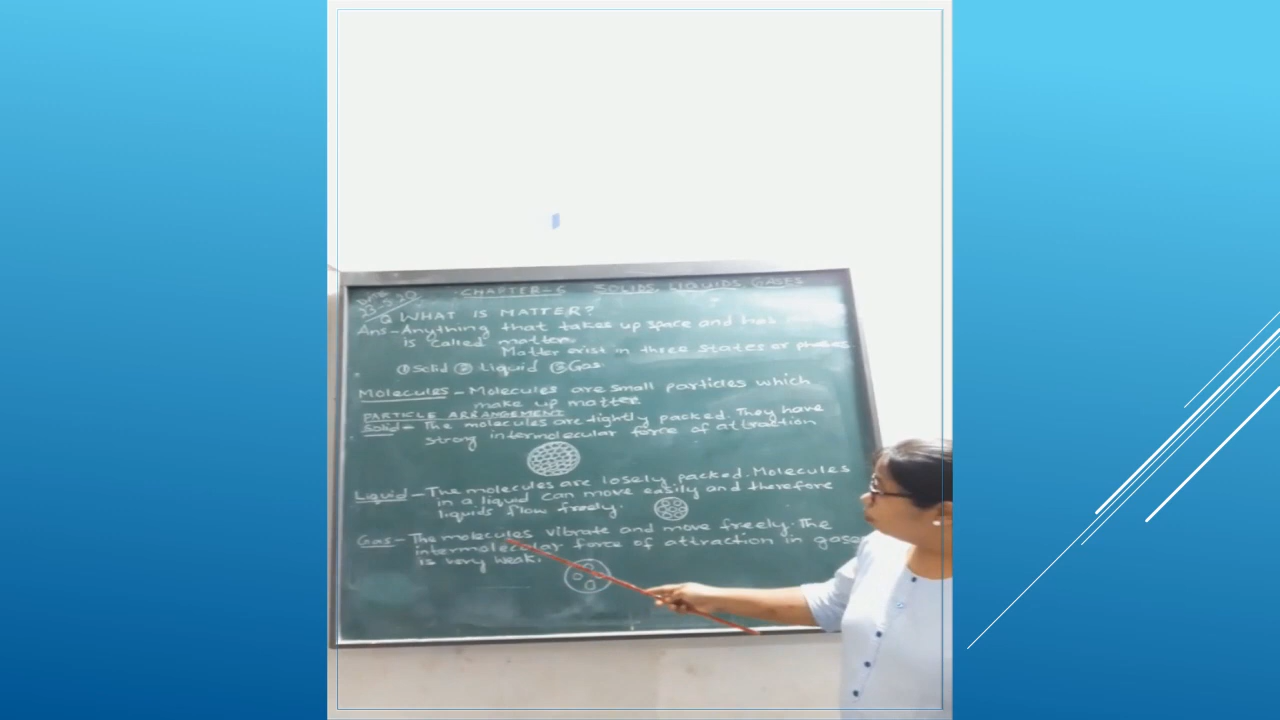 CHAPTER-6 SOLIDS, LIQUIDS, GASES
Q WHAT IS MATTER?
Ans-Anything that takes up space and has
is called matter.
Matter exist in three states or phases.
① Solid ② Liquid ③ Gas
Molecules - Molecules are small particles which
make up matter
PARTICLE ARRANGEMENT
Solid - The molecules are tightly packed. They have
strong intermolecular force of attraction
Liquid - The molecules are losely packed. Molecules
in a liquid can move easily and therefore
liquids flow freely.
Gas - The molecules vibrate and move freely. The
intermolecular force of attraction in gases
is very weak.